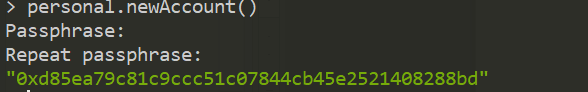 > personal.newAccount()
Passphrase:
Repeat passphrase:
"0xd85ea79c81c9ccc51c07844cb45e2521408288bd"